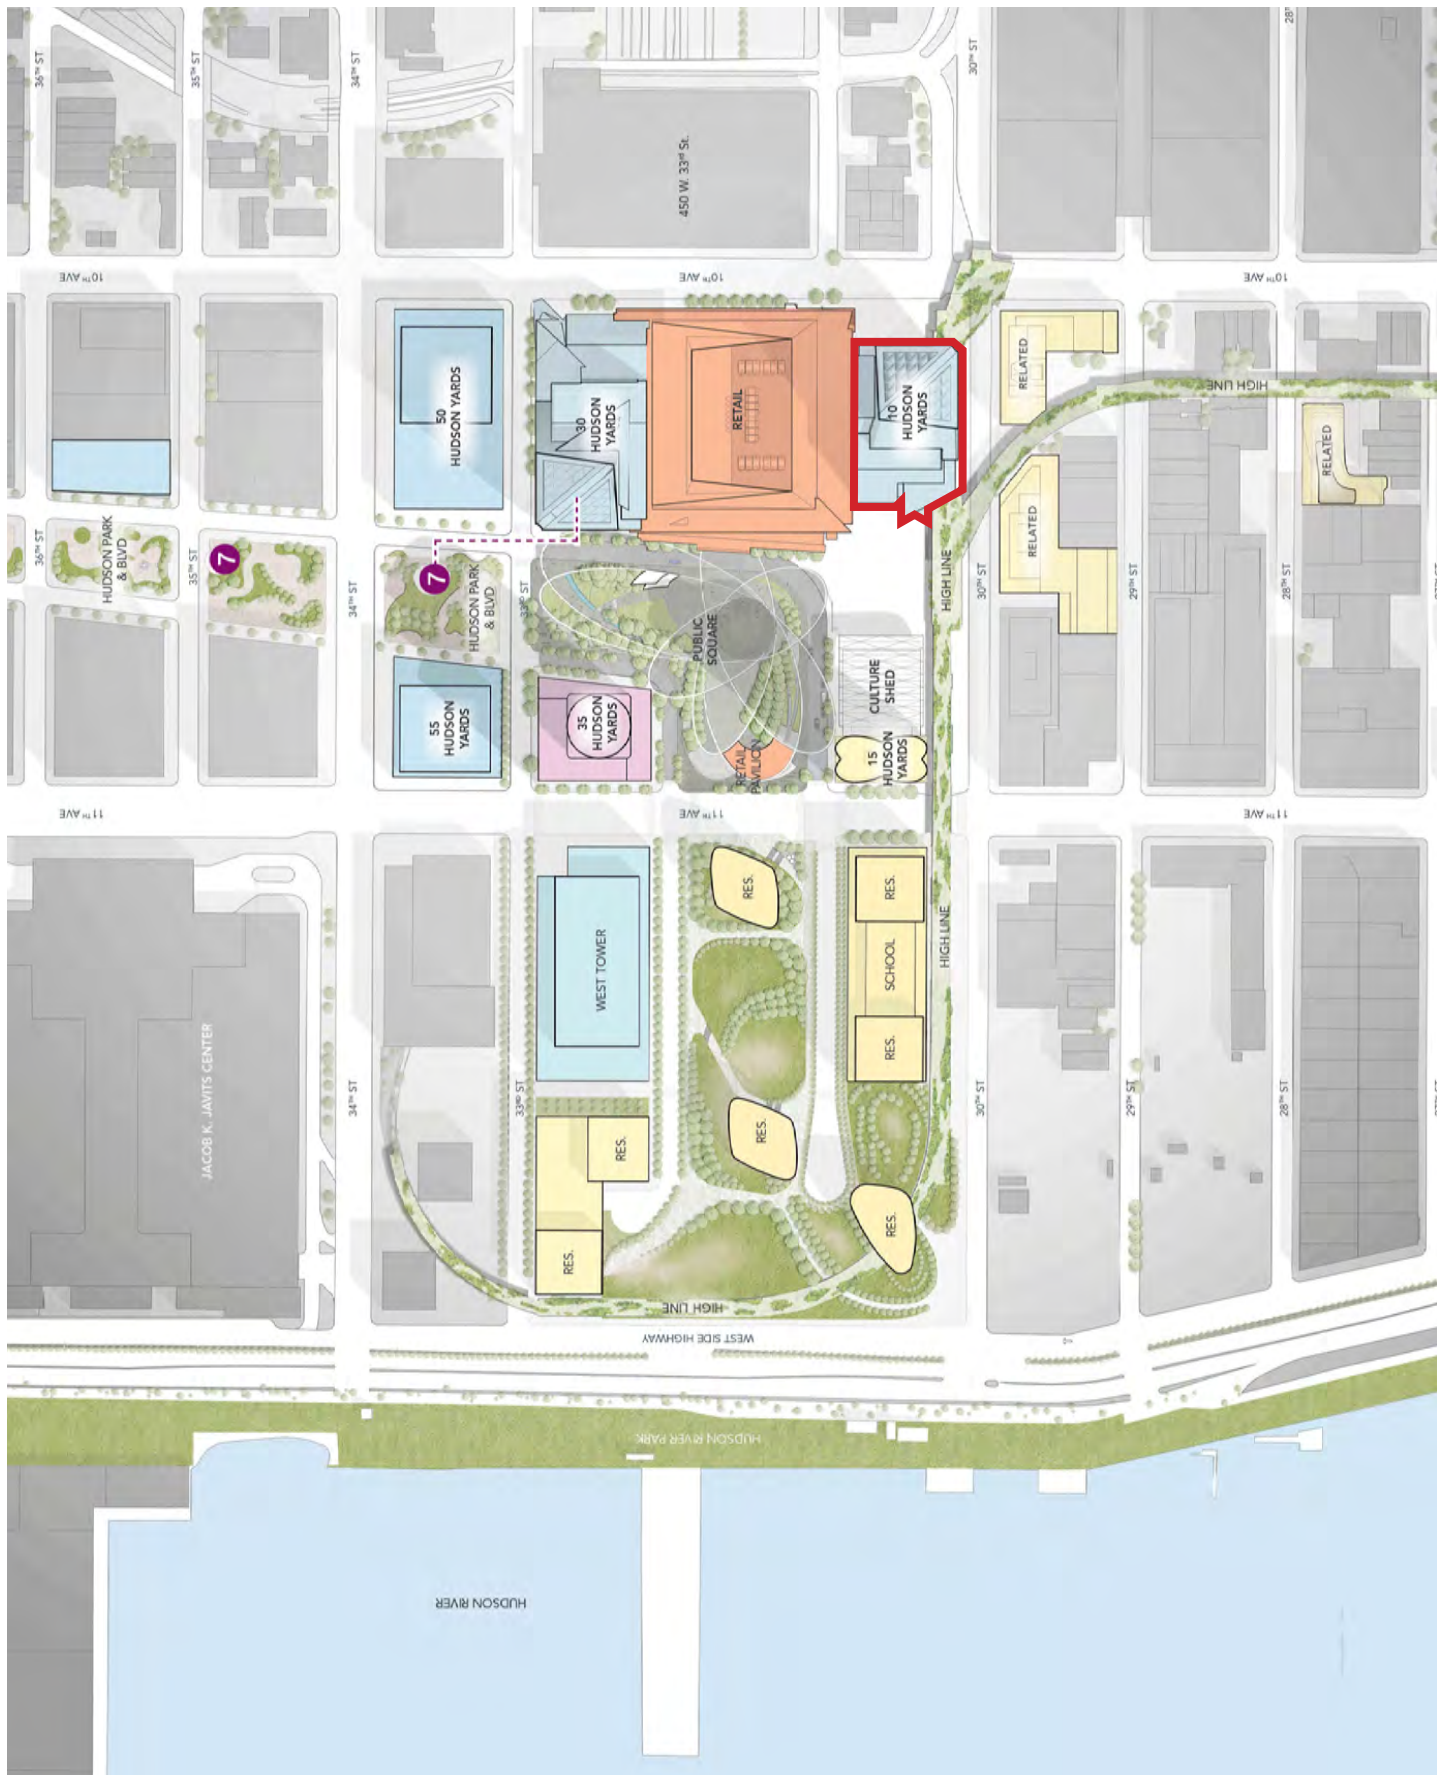 36TH ST
35TH ST
34TH ST
30TH ST
28
450 W. 33rd St.
10TH AVE
10TH AVE
10TH AVE
50
HUDSON YARDS
30
HUDSON
YARDS
RETAIL
10
HUDSON
YARDS
RELATED
HIGH LINE
RELATED
RELATED
36TH ST
HUDSON PARK
& BLVD
35TH ST
7
34TH ST
7
HUDSON PARK
& BLVD
33RD ST
PUBLIC
SQUARE
HIGH LINE
30TH ST
29TH ST
28TH ST
CULTURE
SHED
55
HUDSON
YARDS
35
HUDSON
YARDS
RETAIL
PAVILION
15
HUDSON
YARDS
11TH AVE
11TH AVE
11TH AVE
RES.
RES.
WEST TOWER
SCHOOL
HIGH LINE
RES.
JACOB K. JAVITS CENTER
34TH ST
33RD ST
30TH ST
29TH ST
28TH ST
RES.
RES.
RES.
RES.
HIGH LINE
WEST SIDE HIGHWAY
HUDSON RIVER PARK
HUDSON RIVER